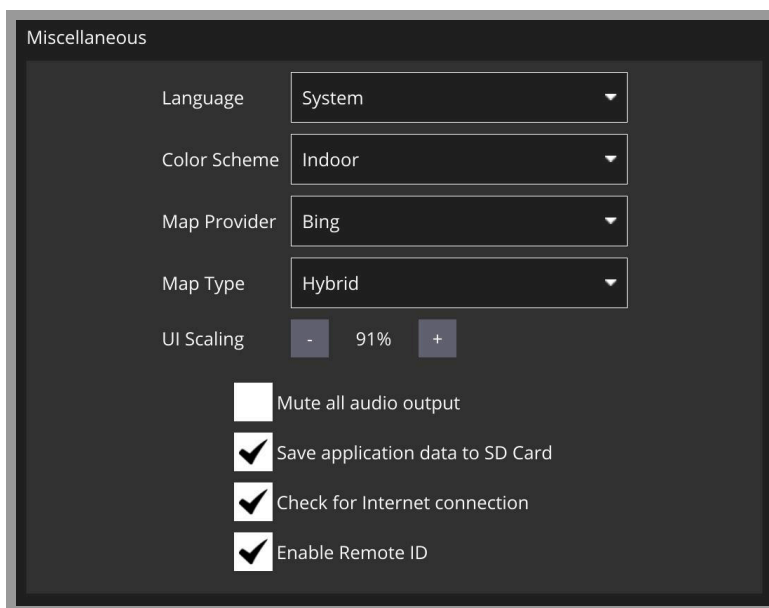 Miscellaneous
Language System
Color Scheme Indoor
Map Provider Bing
Map Type Hybrid
UI Scaling - 91% +
Mute all audio output
Save application data to SD Card
Check for Internet connection
Enable Remote ID